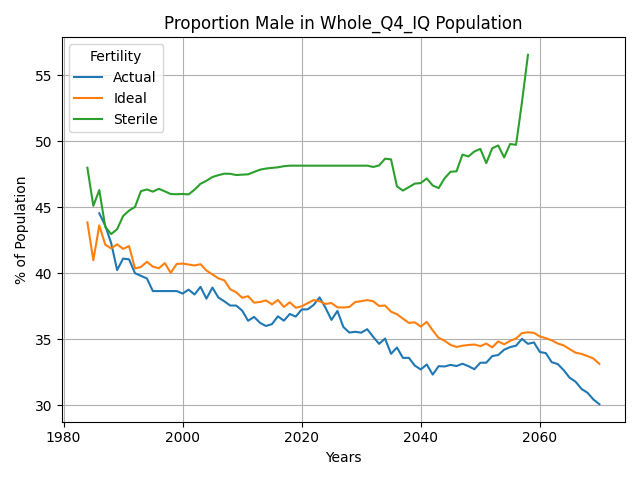 Proportion Male in Whole_Q4_IQ Population
Fertility
Actual
Ideal
Sterile
% of Population
55
50
45
40
35
30
1980
2000
2020
2040
2060
Years